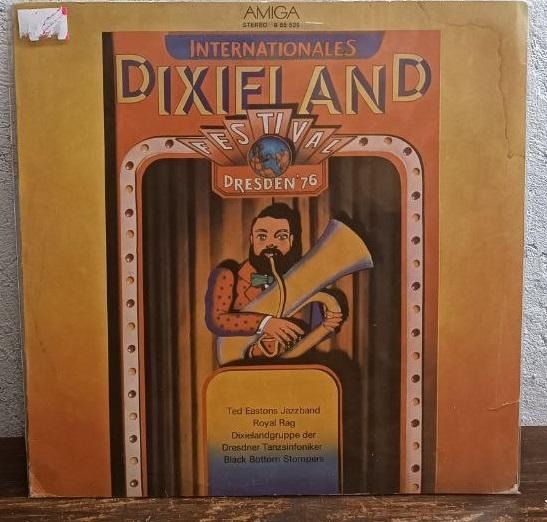 AMIGA
STEREO 8 55 525
INTERNATIONALES
DIXIELAND
FESTIVAL
DRESDEN '76
Ted Eastons Jazzband
Royal Rag
Dixielandgruppe der
Dresdner Tanzsinfoniker
Black Bottom Stompers